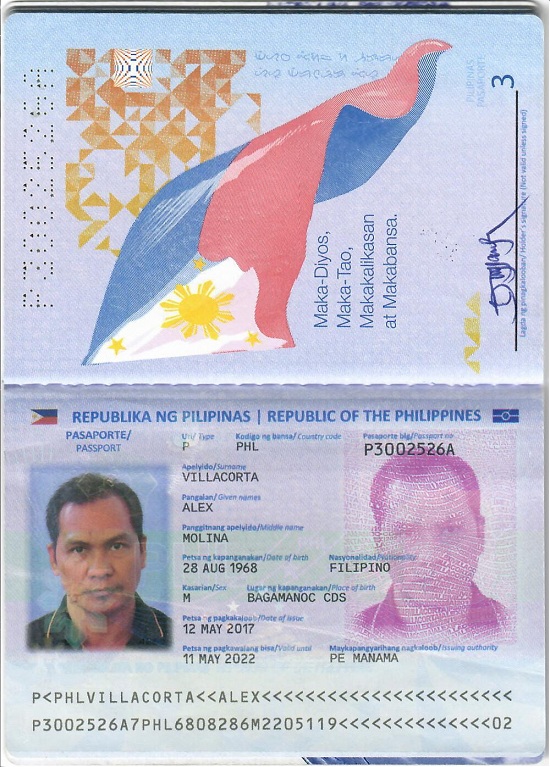 P3002526A
PILIPINAS
PASAPORTE
3
Maka-Diyos,
Maka-Tao,
Makakalikasan
at Makabansa.
Lagda ng pinagkalooban/ Holder's signature (Not valid unless signed)
REPUBLIKA NG PILIPINAS | REPUBLIC OF THE PHILIPPINES
PASAPORTE/
PASSPORT
Uri/ Type
P
Kodigo ng bansa/ Country code
PHL
Pasaporte blg/Passport no
P3002526A
Apelyido/Surname
VILLACORTA
Pangalan/ Given names
ALEX
Panggitnang apelyido/Middle name
MOLINA
Petsa ng kapanganakan/Date of birth
28 AUG 1968
Nasyonalidad/Nationality
FILIPINO
Kasarian/Sex
M
Lugar ng kapanganakan/Place of birth
BAGAMANOC CDS
Petsa ng pagkakaloob/Date of issue
12 MAY 2017
Petsa ng pagkawalang bisa/Valid until
11 MAY 2022
Maykapangyarihang nagkaloob/Issuing authority
PE MANAMA
P<PHLVILLACORTA<<ALEX<<<<<<<<<<<<<<<<<<<<<<<
P3002526A7PHL6808286M2205119<<<<<<<<<<<<<<02